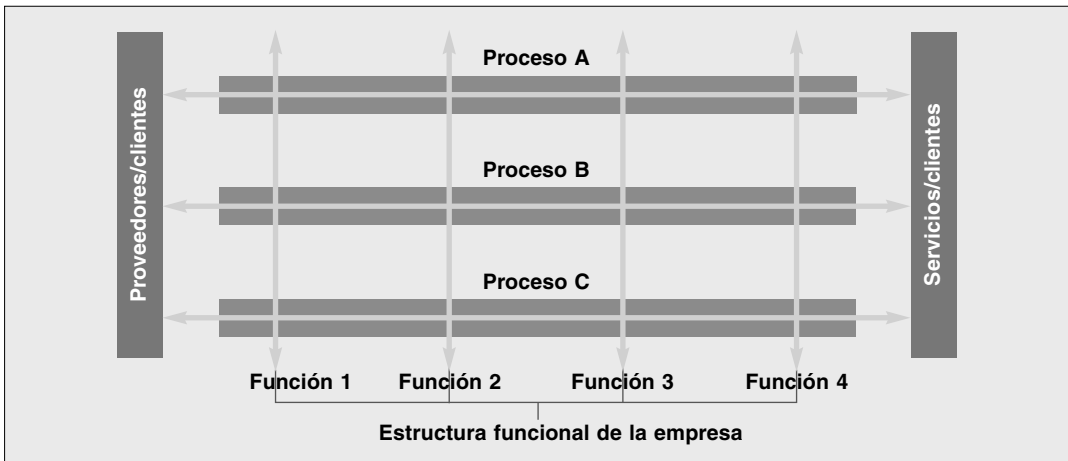 Proveedores/clientes
Proceso A
Proceso B
Proceso C
Servicios/clientes
Función 1
Función 2
Función 3
Función 4
Estructura funcional de la empresa